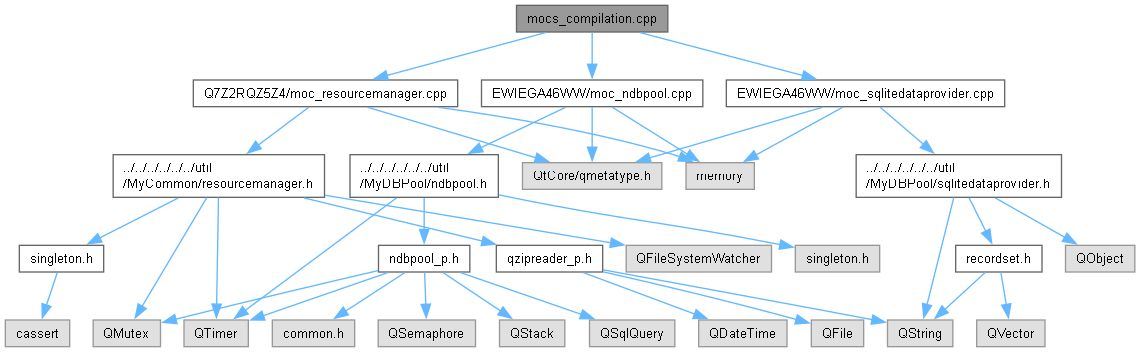 mocs_compilation.cpp
Q7Z2RQZ5Z4/moc_resourcemanager.cpp
EWIEGA46WW/moc_ndbpool.cpp
EWIEGA46WW/moc_sqlitedataprovider.cpp
../../../../../../util
/MyCommon/resourcemanager.h
../../../../../../util
/MyDBPool/ndbpool.h
QtCore/qmetatype.h
memory
../../../../../../util
/MyDBPool/sqlitedataprovider.h
singleton.h
ndbpool_p.h
qzipreader_p.h
QFileSystemWatcher
singleton.h
recordset.h
QObject
cassert
QMutex
QTimer
common.h
QSemaphore
QStack
QSqlQuery
QDateTime
QFile
QString
QVector